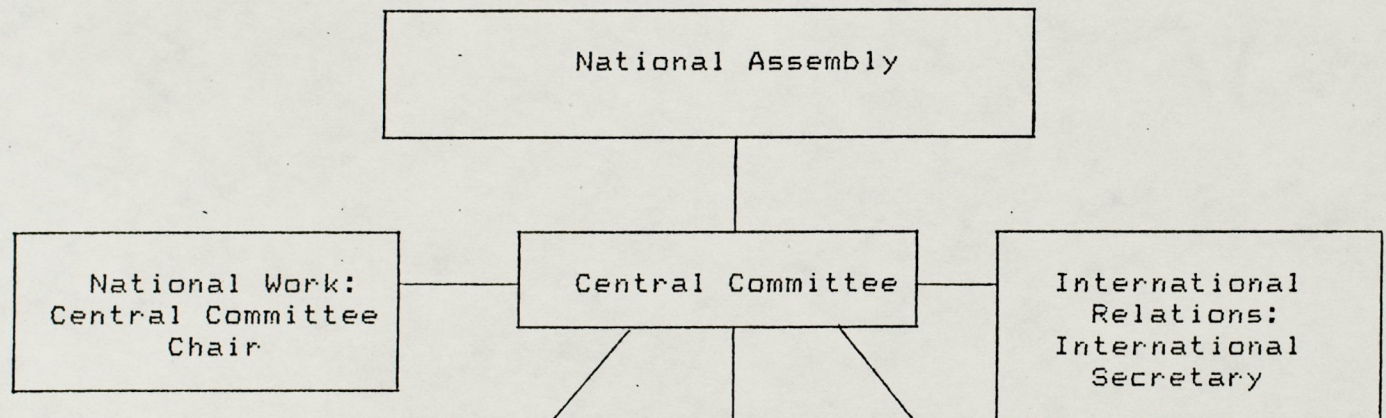 National Assembly
National Work:
Central Committee
Chair
Central Committee
International
Relations:
International
Secretary